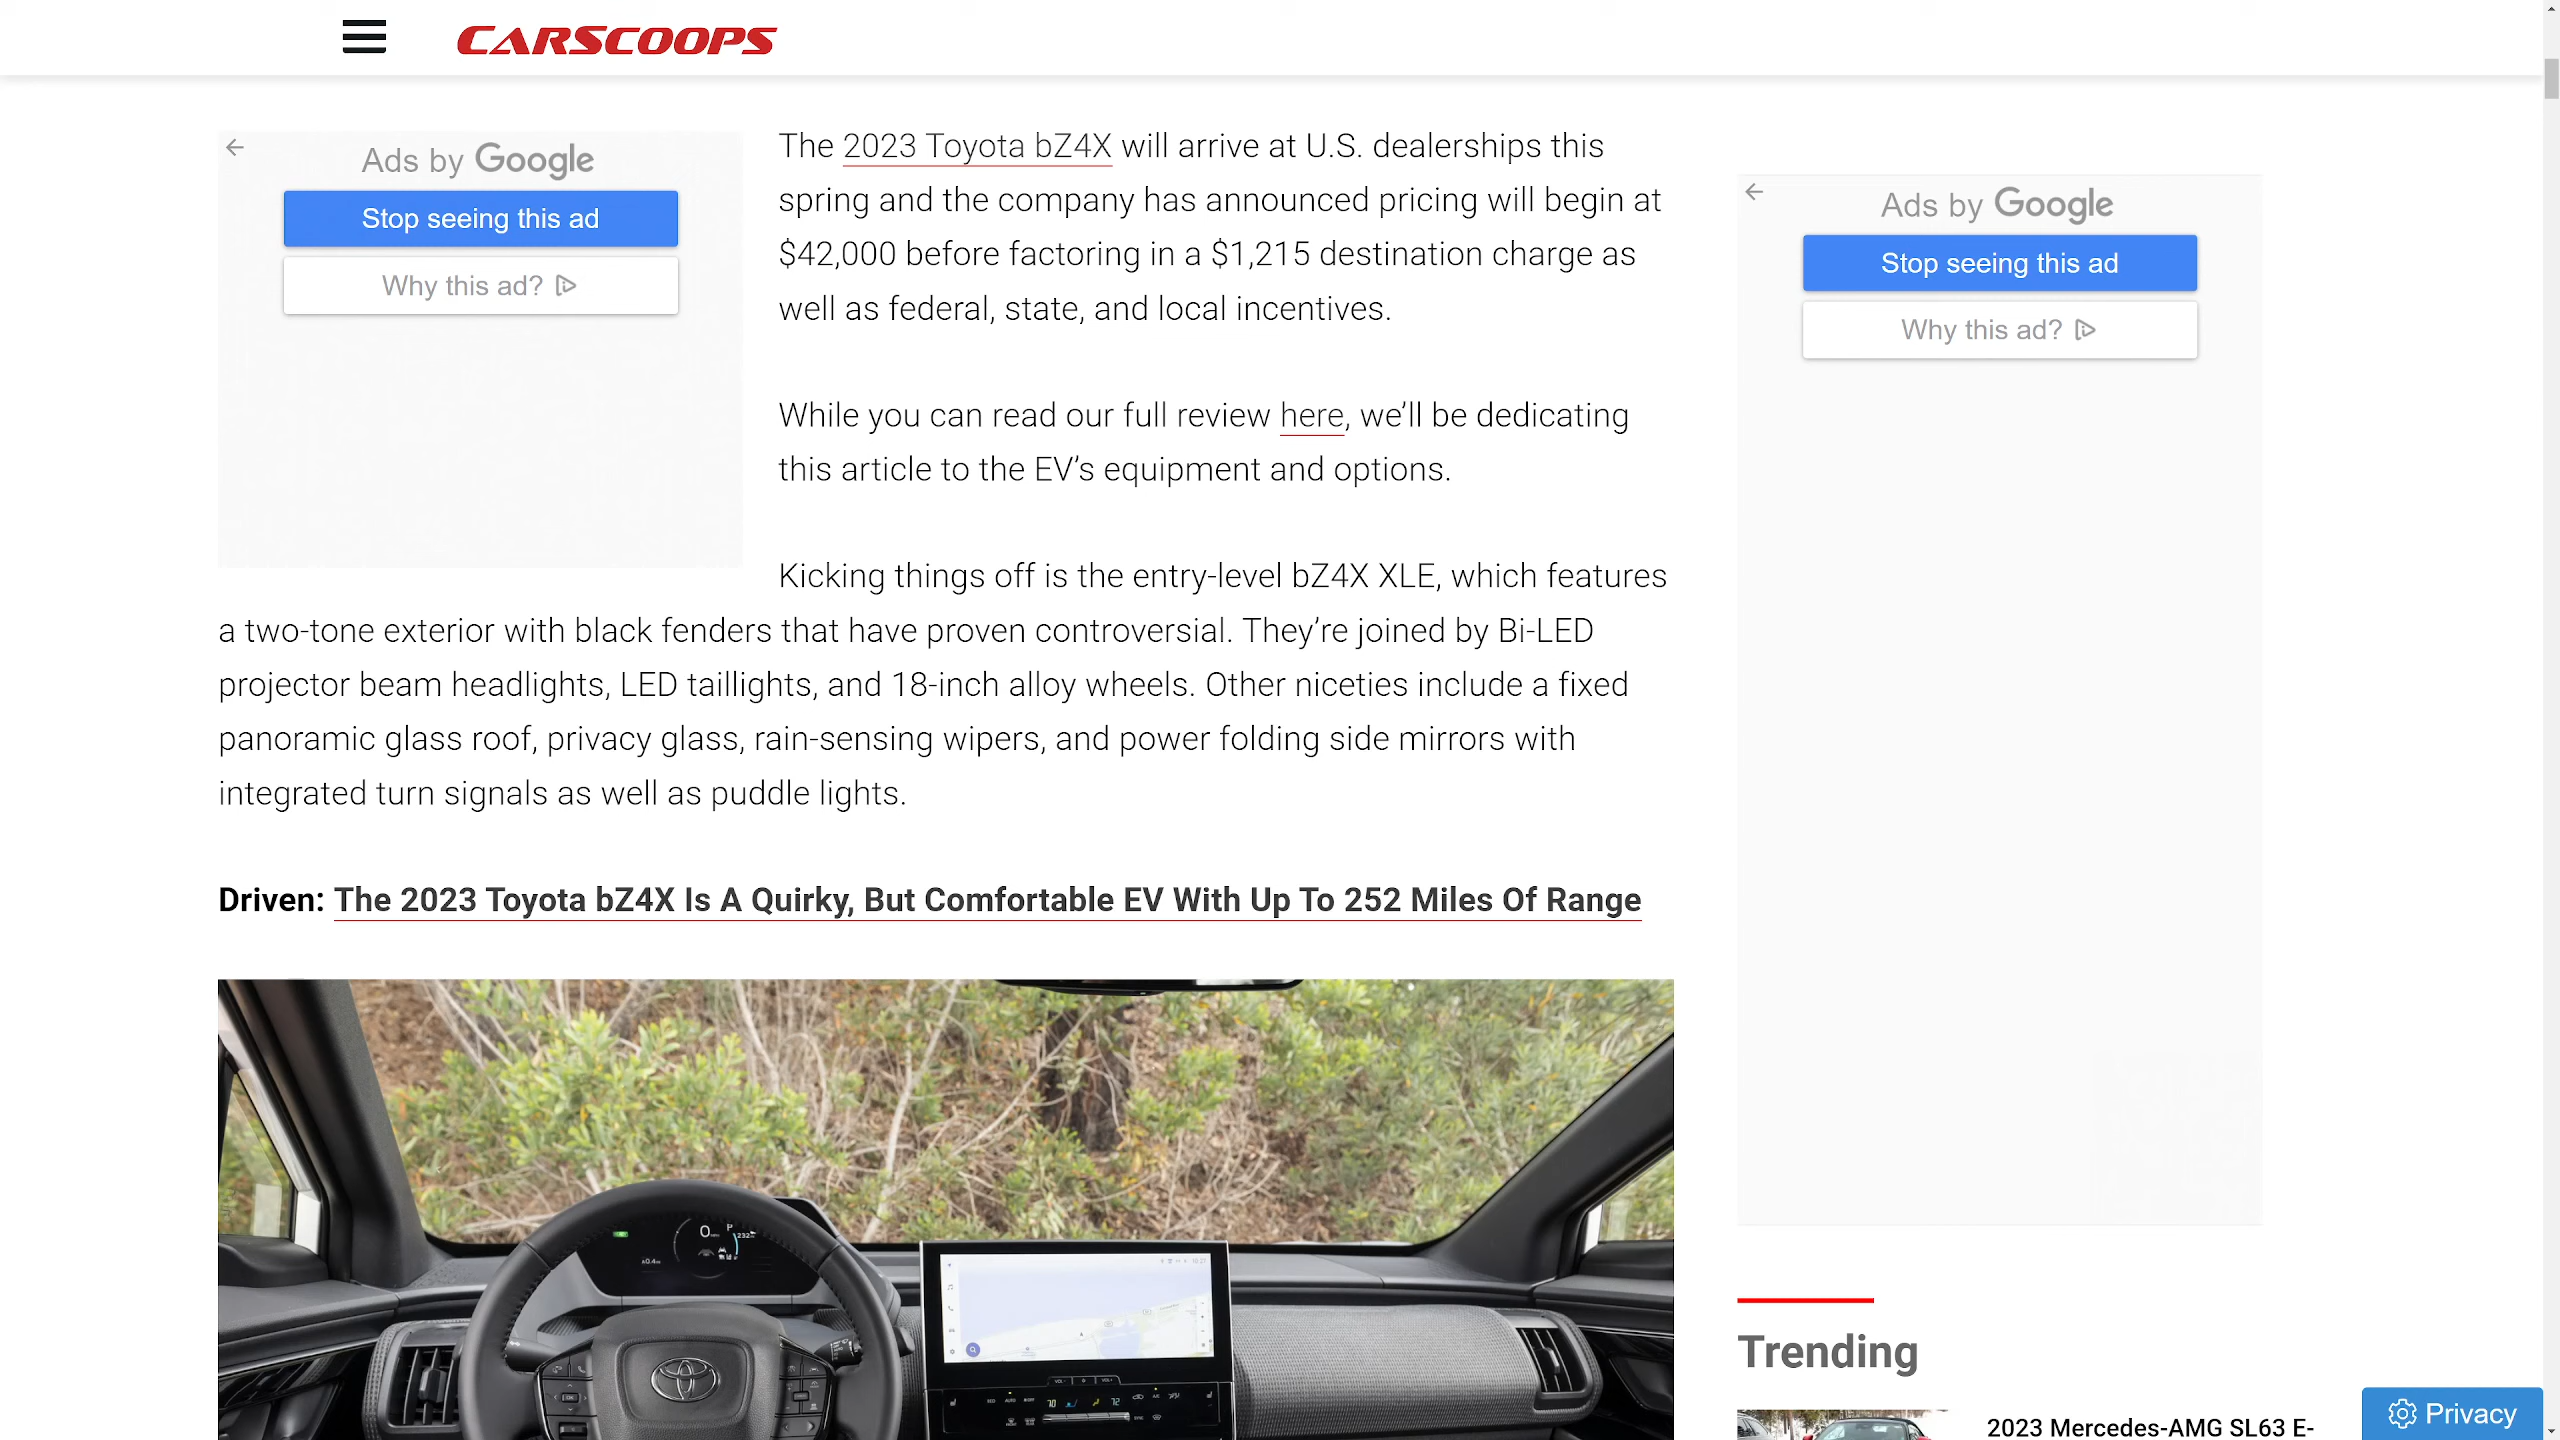 CARSCOOPS
Ads by Google
Stop seeing this ad
Why this ad?
The 2023 Toyota bZ4X will arrive at U.S. dealerships this
spring and the company has announced pricing will begin at
$42,000 before factoring in a $1,215 destination charge as
well as federal, state, and local incentives.
While you can read our full review here, we’ll be dedicating
this article to the EV’s equipment and options.
Kicking things off is the entry-level bZ4X XLE, which features
a two-tone exterior with black fenders that have proven controversial. They’re joined by Bi-LED
projector beam headlights, LED taillights, and 18-inch alloy wheels. Other niceties include a fixed
panoramic glass roof, privacy glass, rain-sensing wipers, and power folding side mirrors with
integrated turn signals as well as puddle lights.
Driven: The 2023 Toyota bZ4X Is A Quirky, But Comfortable EV With Up To 252 Miles Of Range
0
P
232
70
72
Ads by Google
Stop seeing this ad
Why this ad?
Trending
2023 Mercedes-AMG SL63 E-
Privacy